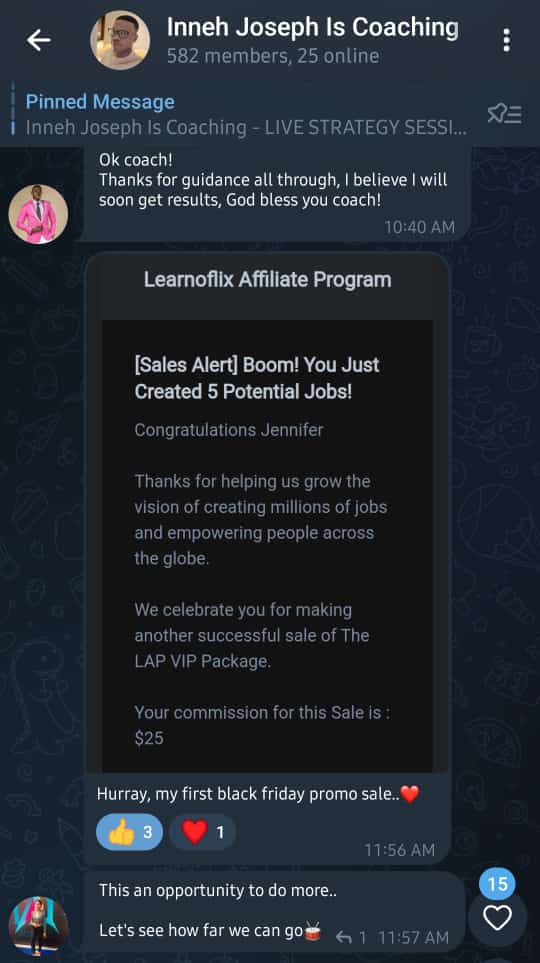 Inneh Joseph Is Coaching
582 members, 25 online
Pinned Message
Inneh Joseph Is Coaching - LIVE STRATEGY SESSI...
Ok coach!
Thanks for guidance all through, I believe I will
soon get results, God bless you coach!
10:40 AM
Learnoflix Affiliate Program
[Sales Alert] Boom! You Just
Created 5 Potential Jobs!
Congratulations Jennifer
Thanks for helping us grow the
vision of creating millions of jobs
and empowering people across
the globe.
We celebrate you for making
another successful sale of The
LAP VIP Package.
Your commission for this Sale is :
$25
Hurray, my first black friday promo sale..❤️
👍 3 ❤️ 1
11:56 AM
This an opportunity to do more..
15
Let's see how far we can go🥁 1 11:57 AM